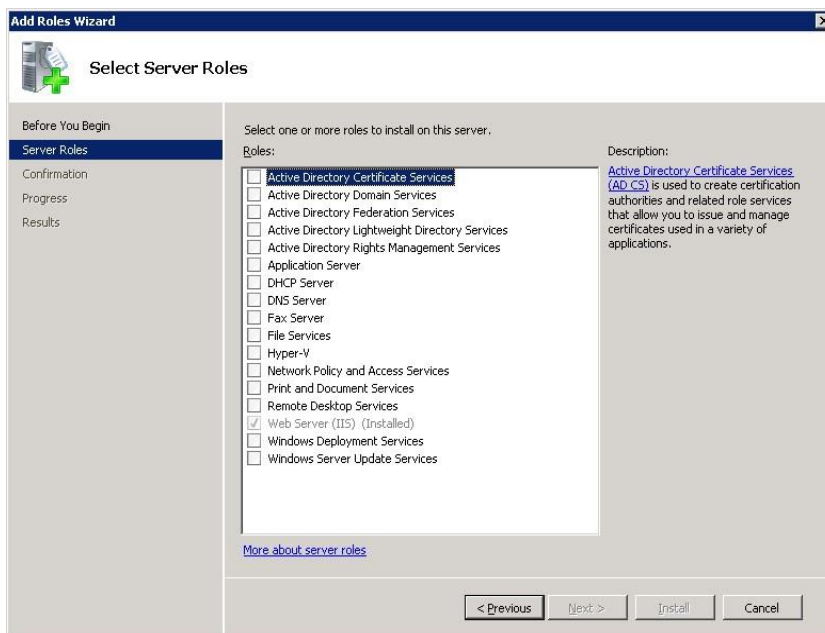 Add Roles Wizard
Select Server Roles
Before You Begin
Server Roles
Confirmation
Progress
Results
Select one or more roles to install on this server.
Roles:
Active Directory Certificate Services
Active Directory Domain Services
Active Directory Federation Services
Active Directory Lightweight Directory Services
Active Directory Rights Management Services
Application Server
DHCP Server
DNS Server
Fax Server
File Services
Hyper-V
Network Policy and Access Services
Print and Document Services
Remote Desktop Services
Web Server (IIS) (Installed)
Windows Deployment Services
Windows Server Update Services
More about server roles
Description:
Active Directory Certificate Services
(AD CS) is used to create certification
authorities and related role services
that allow you to issue and manage
certificates used in a variety of
applications.
< Previous
Next >
Install
Cancel